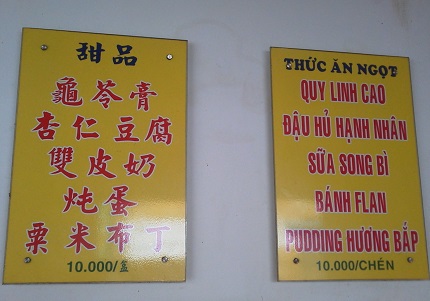 甜品
龜苓膏
杏仁豆腐
雙皮奶
炖蛋
粟米布丁
10.000/盅
THỨC ĂN NGỌT
QUY LINH CAO
ĐẬU HỦ HẠNH NHÂN
SỮA SONG BÌ
BÁNH FLAN
PUDDING HƯƠNG BẮP
10.000/CHÉN